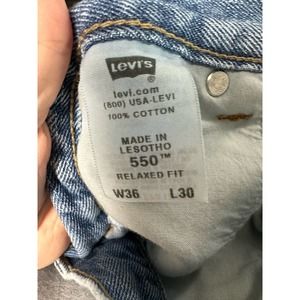 Levi's
levi.com
(800) USA-LEVI
100% COTTON
MADE IN
LESOTHO
550™
RELAXED FIT
W36 L30